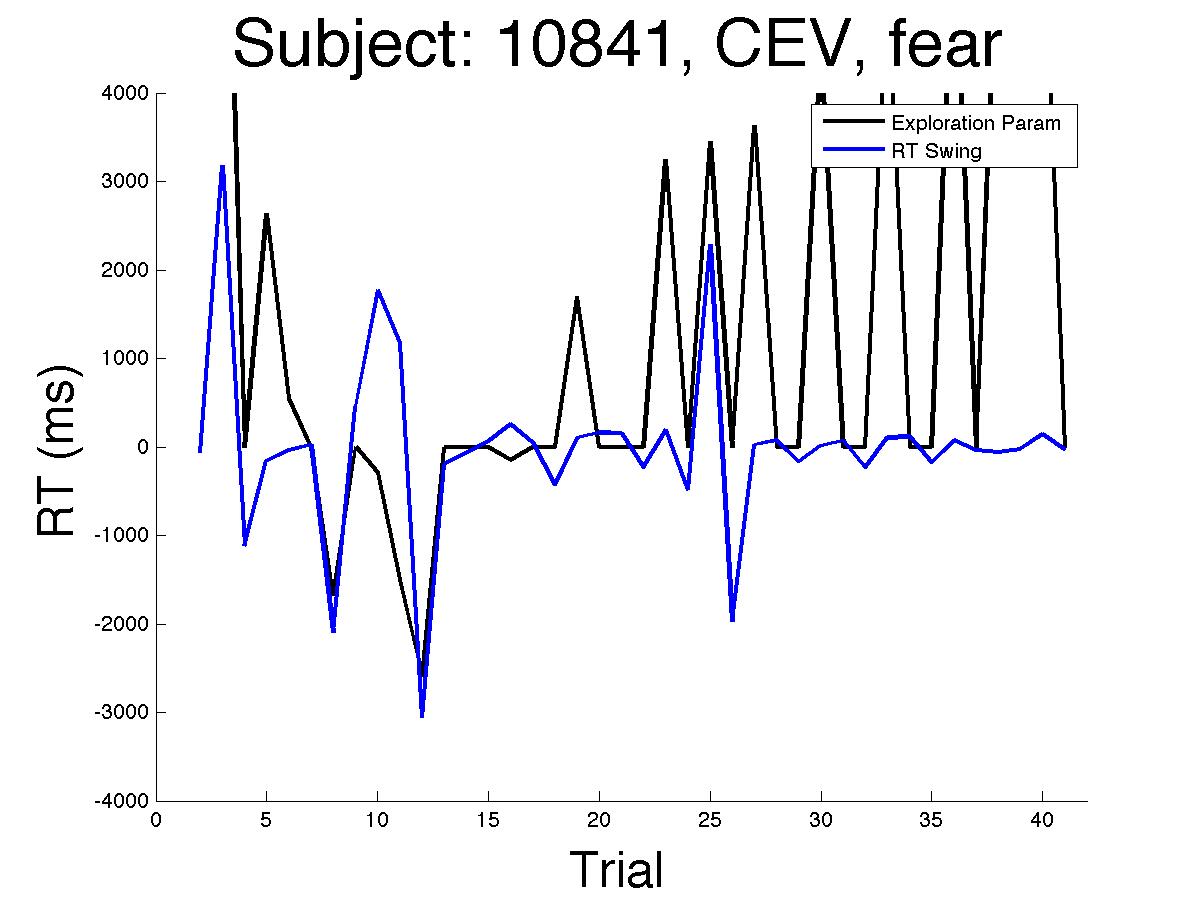 Subject: 10841, CEV, fear
4000
3000
2000
1000
0
-1000
-2000
-3000
-4000
RT (ms)
Exploration Param
RT Swing
0 5 10 15 20 25 30 35 40
Trial